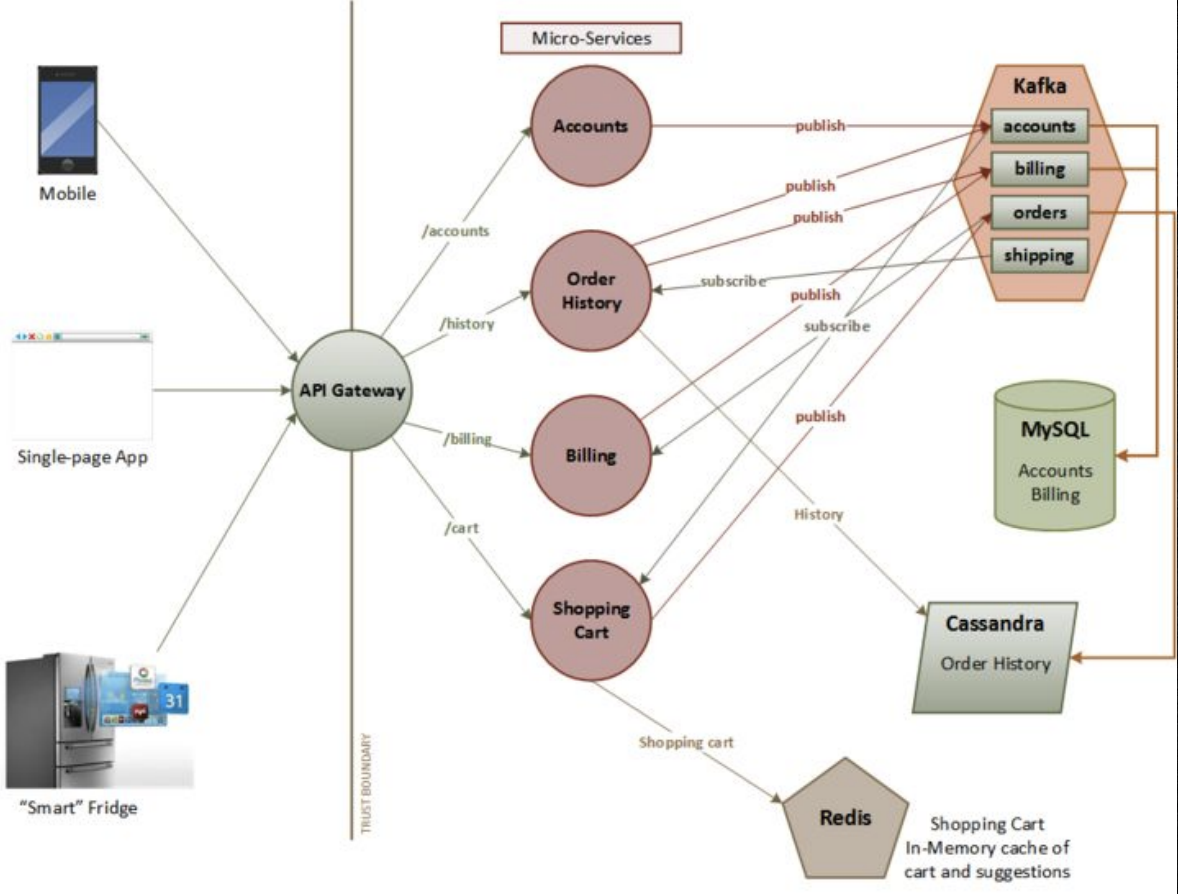 Micro-Services
Kafka
Accounts
publish
accounts
billing
publish
Mobile
publish
orders
/accounts
Order
History
subscribe
shipping
publish
/history
subscribe
API Gateway
publish
MySQL
Accounts
Billing
/billing
Billing
Single-page App
History
/cart
Shopping
Cart
Cassandra
Order History
31
Shopping cart
TRUST BOUNDARY
"Smart" Fridge
Redis
Shopping Cart
In-Memory cache of
cart and suggestions